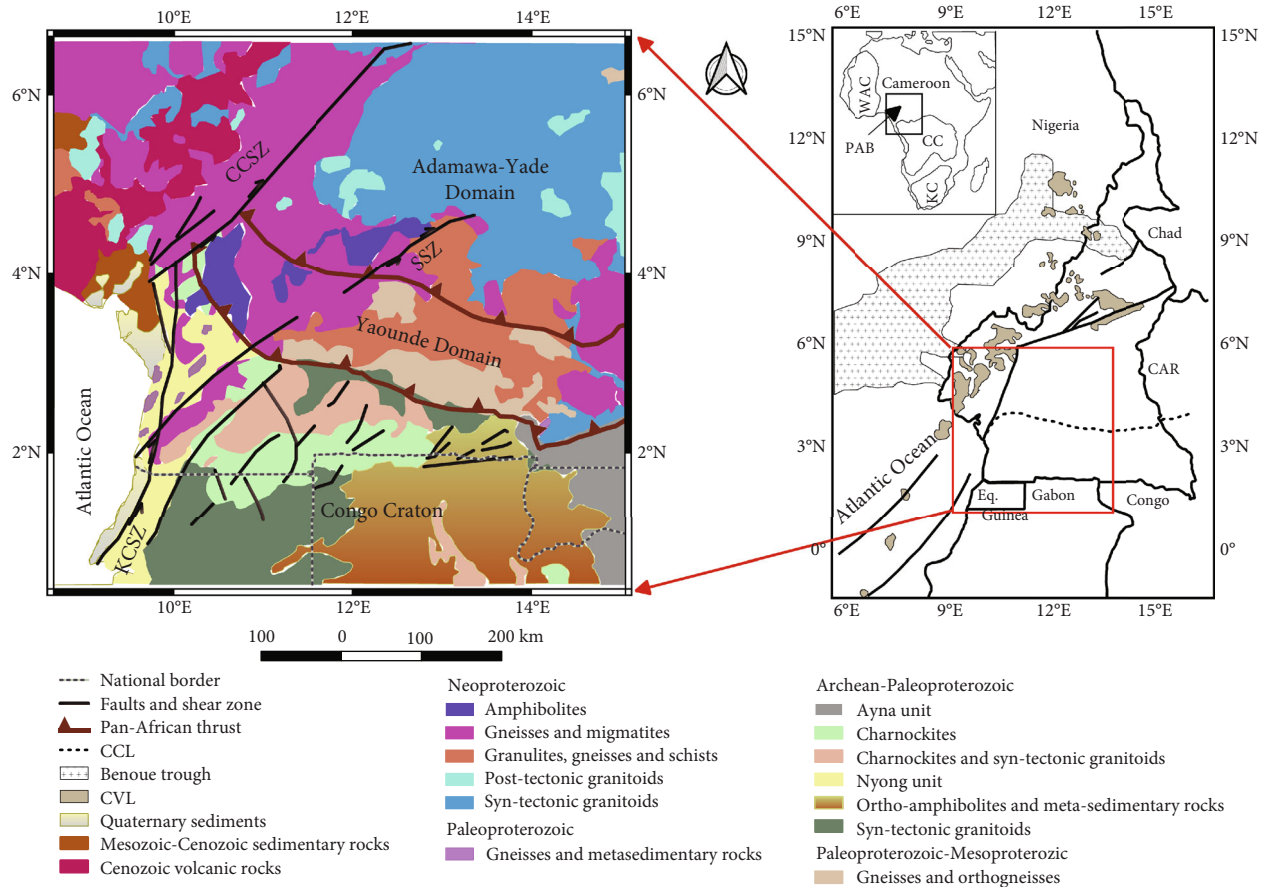 10°E 12°E 14°E
6°N
4°N
2°N
CCSZ
Adamawa-Yade
Domain
SSZ
Yaounde Domain
Congo Craton
KCSZ
Atlantic Ocean
10°E 12°E 14°E
100 0 100 200 km
6°E 9°E 12°E 15°E
15°N 15°N
12°N 12°N
9°N 9°N
6°N 6°N
3°N 3°N
0° 0°
WAC
Cameroon
PAB
CC
KC
Nigeria
Chad
CAR
Atlantic Ocean
Eq.
Guinea
Gabon
Congo
6°E 9°E 12°E 15°E
National border
Faults and shear zone
Pan-African thrust
CCL
Benoue trough
CVL
Quaternary sediments
Mesozoic-Cenozoic sedimentary rocks
Cenozoic volcanic rocks
Neoproterozoic
Amphibolites
Gneisses and migmatites
Granulites, gneisses and schists
Post-tectonic granitoids
Syn-tectonic granitoids
Paleoproterozoic
Gneisses and metasedimentary rocks
Archean-Paleoproterozoic
Ayna unit
Charnockites
Charnockites and syn-tectonic granitoids
Nyong unit
Ortho-amphibolites and meta-sedimentary rocks
Syn-tectonic granitoids
Paleoproterozoic-Mesoproterozic
Gneisses and orthogneisses